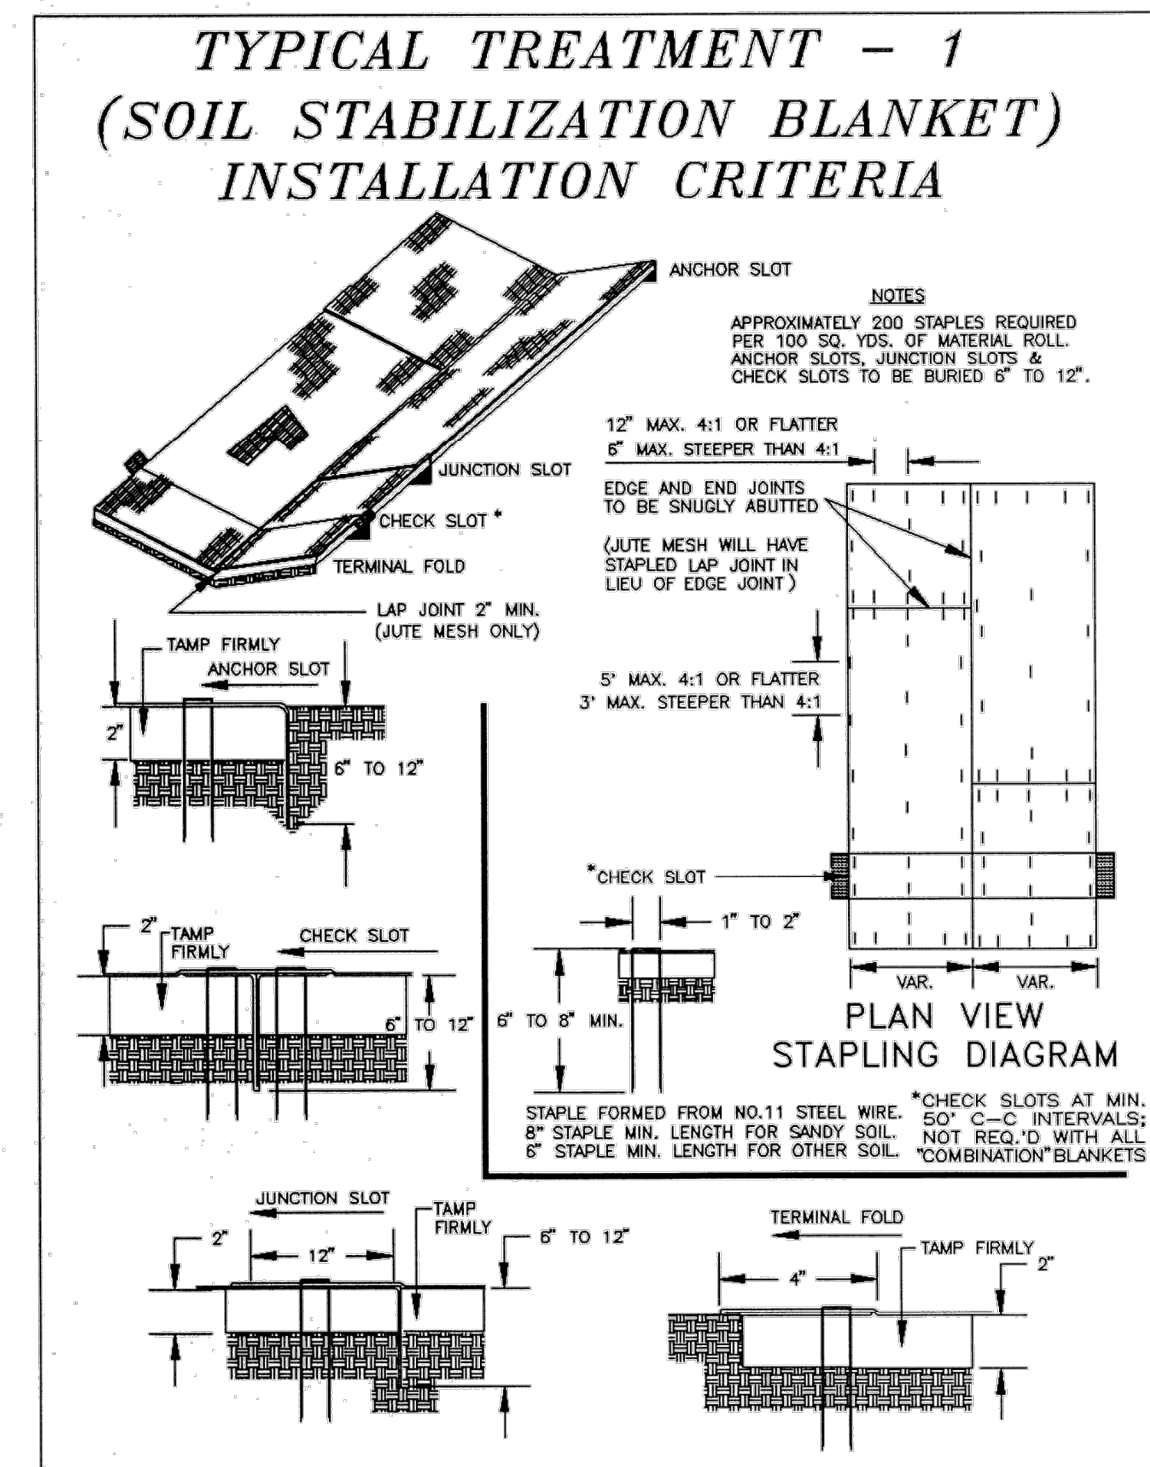 TYPICAL TREATMENT - 1
(SOIL STABILIZATION BLANKET)
INSTALLATION CRITERIA
ANCHOR SLOT
NOTES
APPROXIMATELY 200 STAPLES REQUIRED
PER 100 SQ. YDS. OF MATERIAL ROLL.
ANCHOR SLOTS, JUNCTION SLOTS &
CHECK SLOTS TO BE BURIED 6" TO 12".
JUNCTION SLOT
CHECK SLOT *
TERMINAL FOLD
LAP JOINT 2" MIN.
(JUTE MESH ONLY)
12" MAX. 4:1 OR FLATTER
6" MAX. STEEPER THAN 4:1
EDGE AND END JOINTS
TO BE SNUGLY ABUTTED
(JUTE MESH WILL HAVE
STAPLED LAP JOINT IN
LIEU OF EDGE JOINT)
5' MAX. 4:1 OR FLATTER
3' MAX. STEEPER THAN 4:1
TAMP FIRMLY
ANCHOR SLOT
2"
6" TO 12"
*CHECK SLOT
1" TO 2"
6" TO 8" MIN.
VAR.
VAR.
PLAN VIEW
STAPLING DIAGRAM
STAPLE FORMED FROM NO.11 STEEL WIRE.
8" STAPLE MIN. LENGTH FOR SANDY SOIL.
6" STAPLE MIN. LENGTH FOR OTHER SOIL.
*CHECK SLOTS AT MIN.
50' C-C INTERVALS;
NOT REQ.'D WITH ALL
"COMBINATION" BLANKETS
2"
TAMP
FIRMLY
CHECK SLOT
6" TO 12"
JUNCTION SLOT
TAMP
FIRMLY
2"
12"
6" TO 12"
TERMINAL FOLD
TAMP FIRMLY
4"
2"